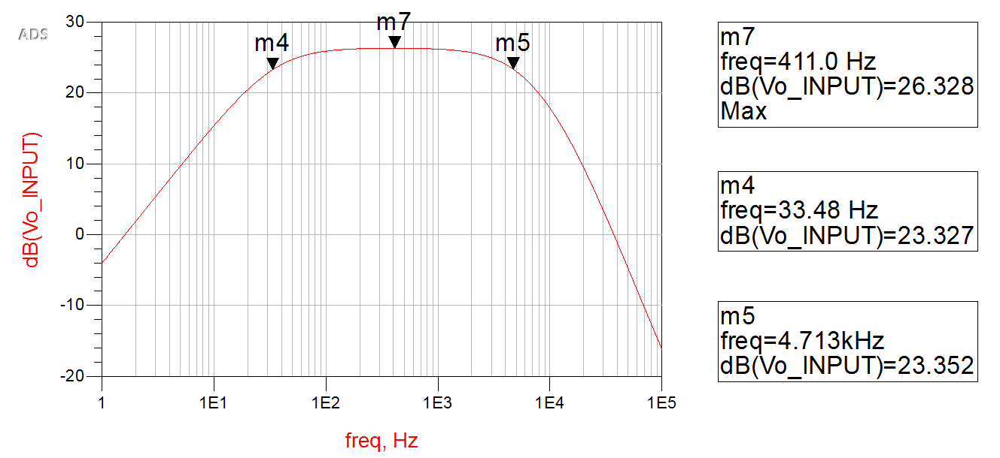 ADS
30
20
10
0
-10
-20
dB(Vo_INPUT)
m4
m7
m5
1
1E1
1E2
1E3
1E4
1E5
freq, Hz
m7
freq=411.0 Hz
dB(Vo_INPUT)=26.328
Max
m4
freq=33.48 Hz
dB(Vo_INPUT)=23.327
m5
freq=4.713kHz
dB(Vo_INPUT)=23.352